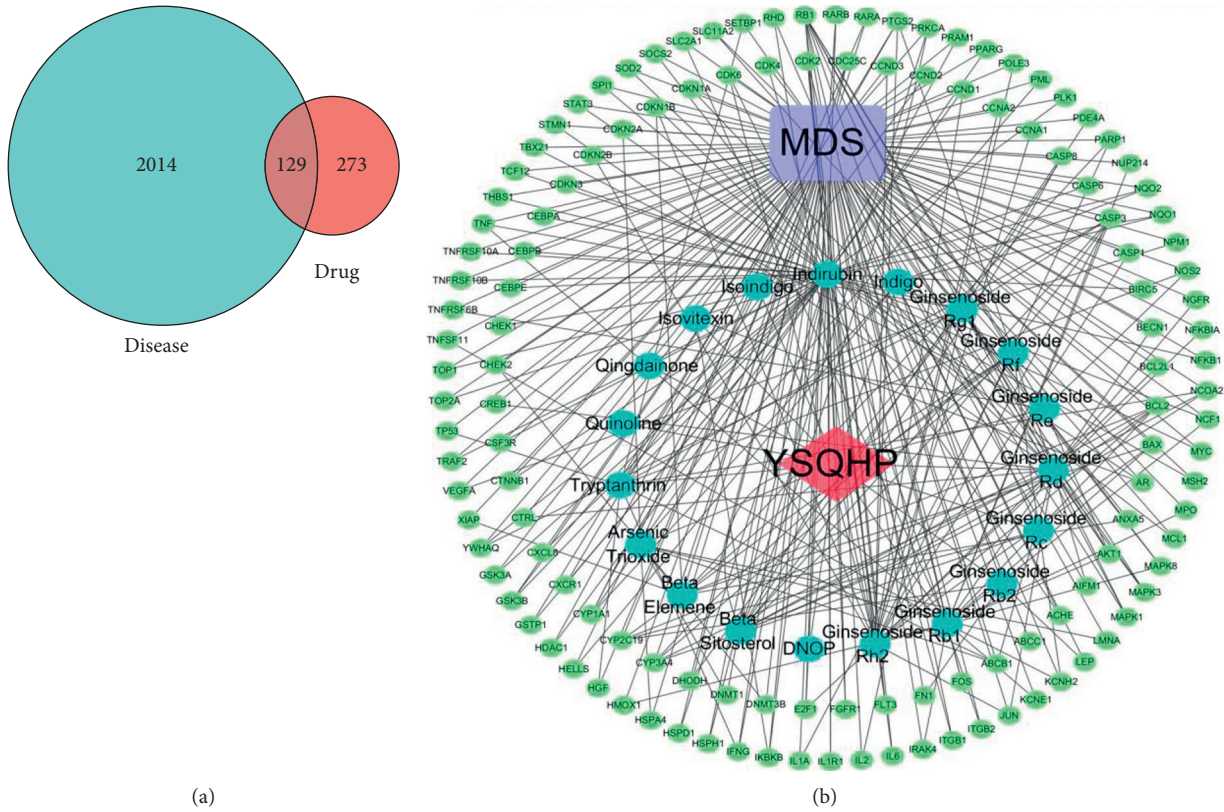 2014
129
273
Drug
Disease
(a)
MDS
YSQHP
Indirubin
Indigo
Ginsenoside
Rg1
Ginsenoside
Rf
Ginsenoside
Re
Ginsenoside
Rd
Ginsenoside
Rc
Ginsenoside
Rb2
Ginsenoside
Rb1
Ginsenoside
Rh2
DNOP
Beta
Sitosterol
Beta
Elemene
Arsenic
Trioxide
Tryptanthrin
Quinoline
Qingdainone
Isovitexin
Isoindigo
RB1
RARB
RARA
PTGS2
PRKCA
PRAM1
PPARG
POLE3
PML
PLK1
PDE4A
PARP1
NUP214
NQO2
NQO1
NPM1
NOS2
NGFR
NFKBIA
NFKB1
NCOA2
NCF1
MYC
MSH2
MPO
MCL1
MAPK8
MAPK3
MAPK1
LMNA
LEP
KCNH2
KCNE1
JUN
ITGB2
ITGB1
IRAK4
IL6
IL2
IL1R1
IL1A
IKBKB
IFNG
HSPH1
HSPD1
HSPA4
HMOX1
HGF
HELLS
HDAC1
GSTP1
GSK3B
GSK3A
YWHAQ
XIAP
VEGFA
TRAF2
TP53
TOP2A
TOP1
TNFSF11
TNFRSF6B
TNFRSF10B
TNFRSF10A
TNF
THBS1
TCF12
TBX21
STMN1
STAT3
SPI1
SOD2
SOCS2
SLC2A1
SLC11A2
SETBP1
RHD
CDK2
CDC25C
CCND3
CCND2
CCND1
CCNA2
CCNA1
CASP8
CASP6
CASP3
CASP1
BIRC5
BECN1
BCL2L1
BCL2
BAX
AR
ANXA5
AKT1
AIFM1
ACHE
ABCC1
ABCB1
FOS
FN1
FLT3
FGFR1
E2F1
DNMT3B
DNMT1
DHODH
CYP3A4
CYP2C19
CYP1A1
CXCR1
CXCL8
CTRL
CTNNB1
CSF3R
CREB1
CHEK2
CHEK1
CEBPE
CEBPB
CEBPA
CDKN3
CDKN2B
CDKN2A
CDKN1B
CDKN1A
CDK6
CDK4
(b)